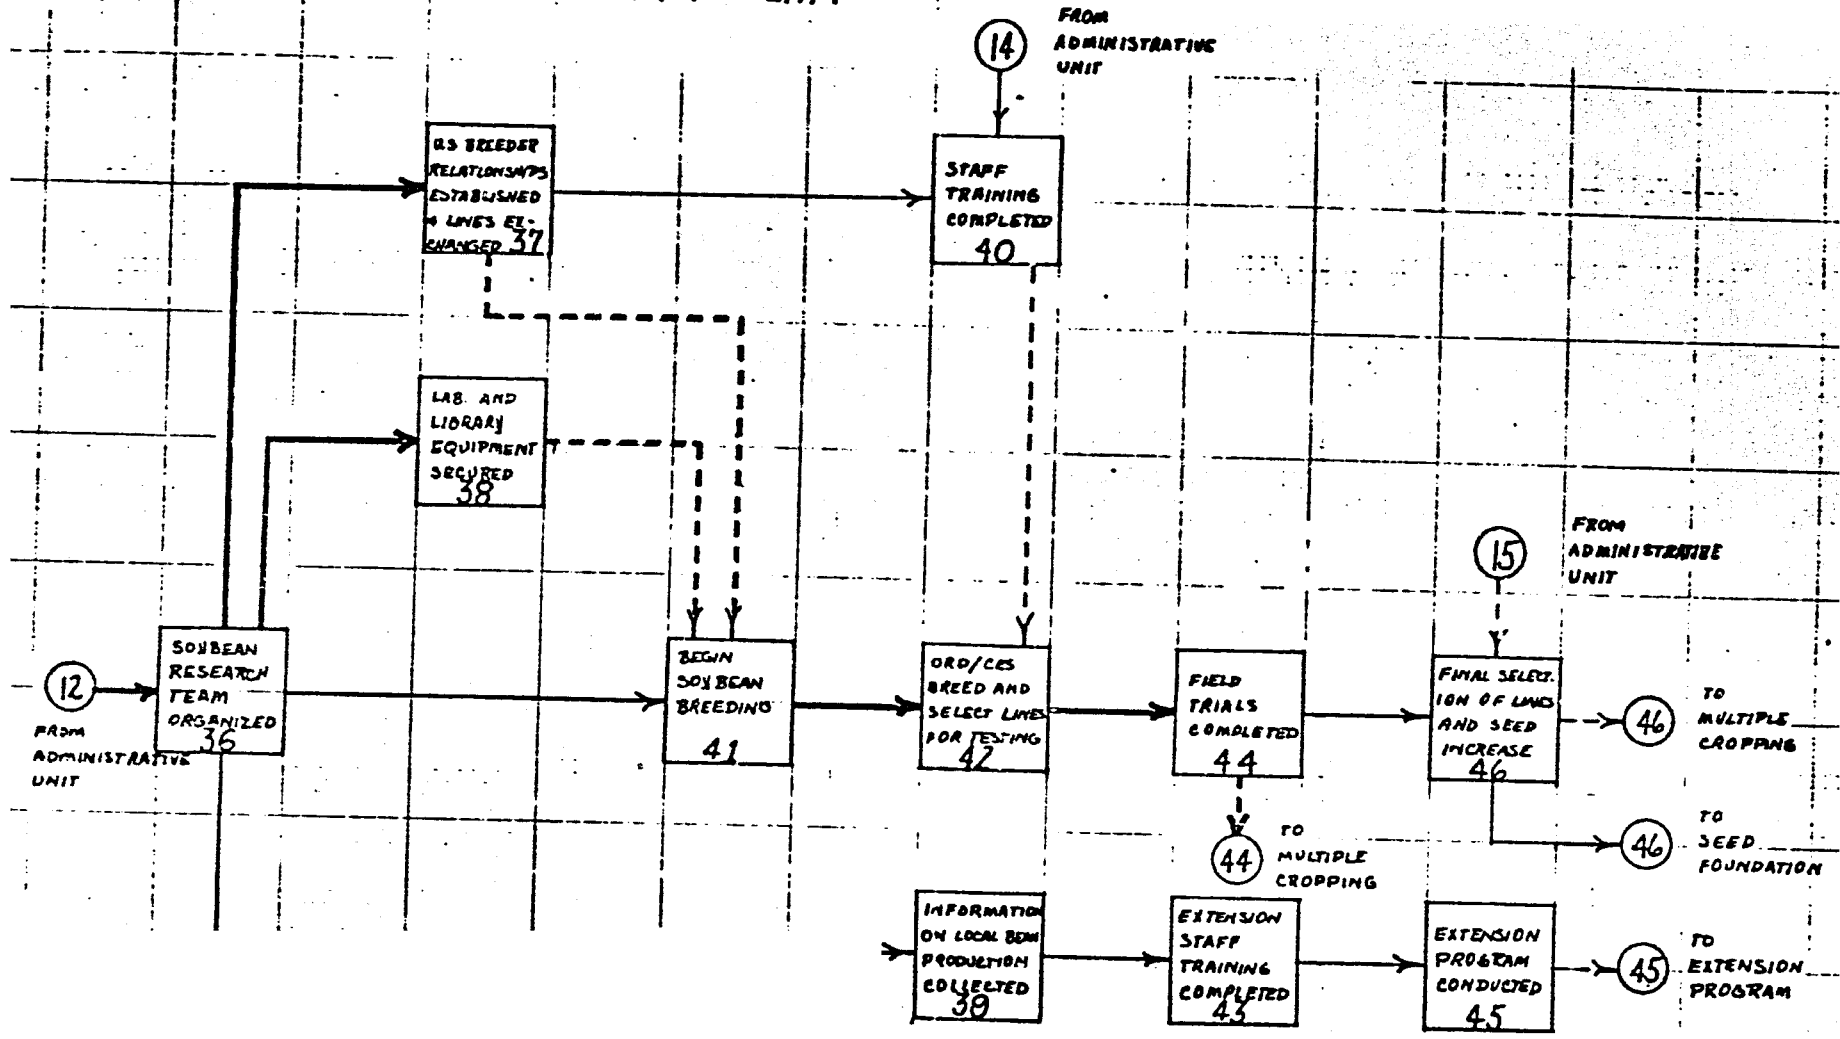 14
FROM
ADMINISTRATIVE
UNIT
US BREEDER
RELATIONSHIPS
ESTABLISHED
& LINES EX-
CHANGED 37
STAFF
TRAINING
COMPLETED
40
LAB. AND
LIBRARY
EQUIPMENT
SECURED
38
15
FROM
ADMINISTRATIVE
UNIT
12
FROM
ADMINISTRATIVE
UNIT
SOYBEAN
RESEARCH
TEAM
ORGANIZED
36
BEGIN
SOYBEAN
BREEDING
41
ORD/CES
BREED AND
SELECT LINES
FOR TESTING
42
FIELD
TRIALS
COMPLETED
44
FINAL SELECT-
ION OF LINES
AND SEED
INCREASE
46
46
TO
MULTIPLE
CROPPING
44
TO
MULTIPLE
CROPPING
46
TO
SEED
FOUNDATION
INFORMATION
ON LOCAL BEAN
PRODUCTION
COLLECTED
39
EXTENSION
STAFF
TRAINING
COMPLETED
43
EXTENSION
PROGRAM
CONDUCTED
45
45
TO
EXTENSION
PROGRAM